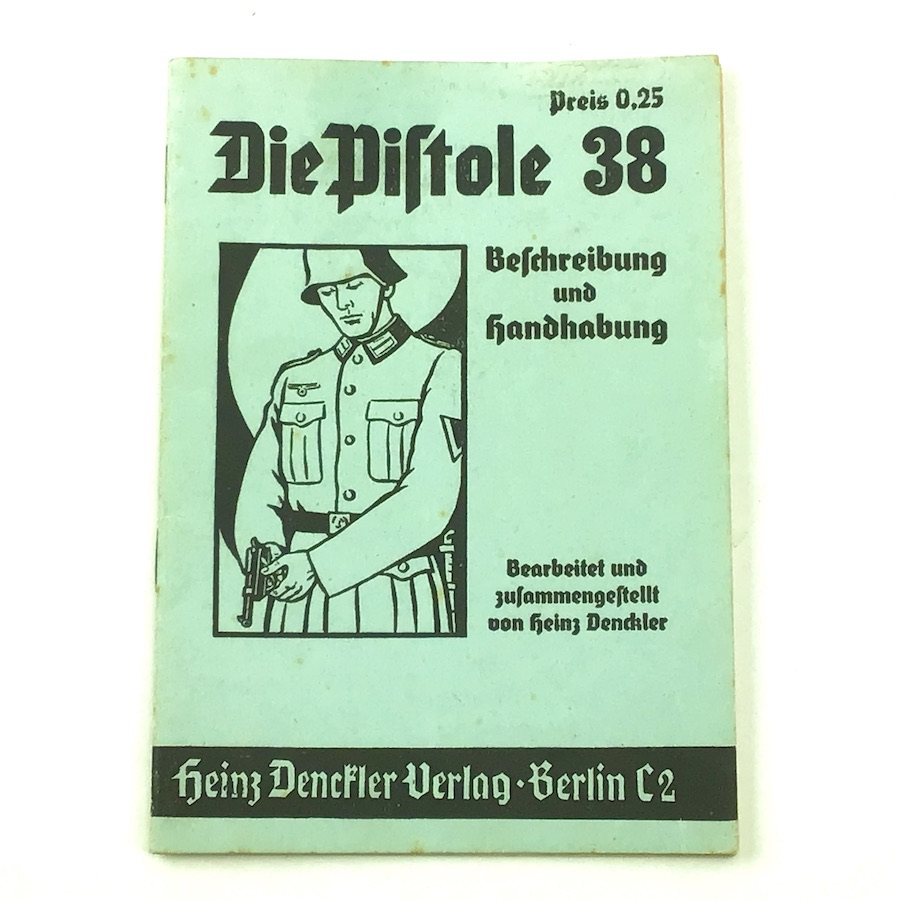 Preis 0,25
Die Piſtole 38
Beſchreibung
und
Handhabung
Bearbeitet und
zuſammengeſtellt
von Heinz Denckler
Heinz Denckler Verlag · Berlin C2